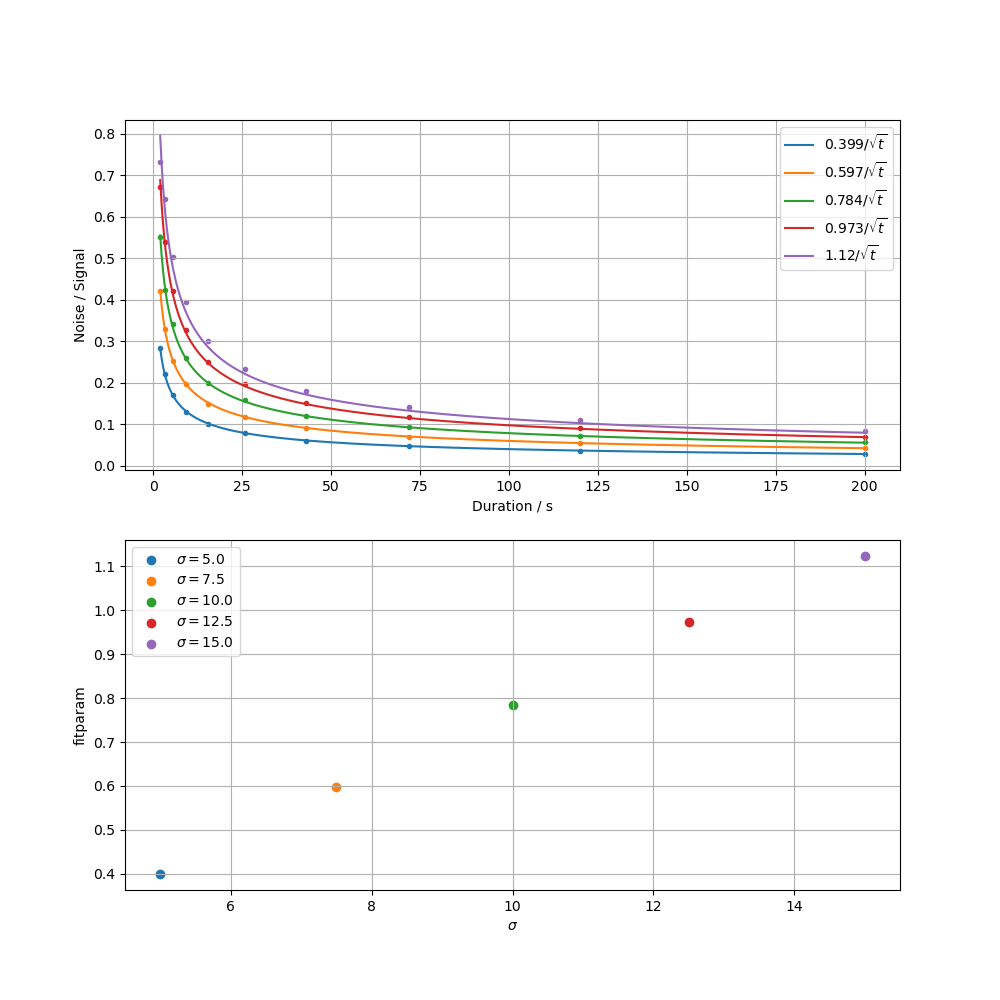 0.8
0.7
0.6
0.5
0.4
0.3
0.2
0.1
0.0
Noise / Signal
0.399/√t
0.597/√t
0.784/√t
0.973/√t
1.12/√t
0 25 50 75 100 125 150 175 200
Duration / s
1.1
1.0
0.9
0.8
0.7
0.6
0.5
0.4
fitparam
σ = 5.0
σ = 7.5
σ = 10.0
σ = 12.5
σ = 15.0
6 8 10 12 14
σ